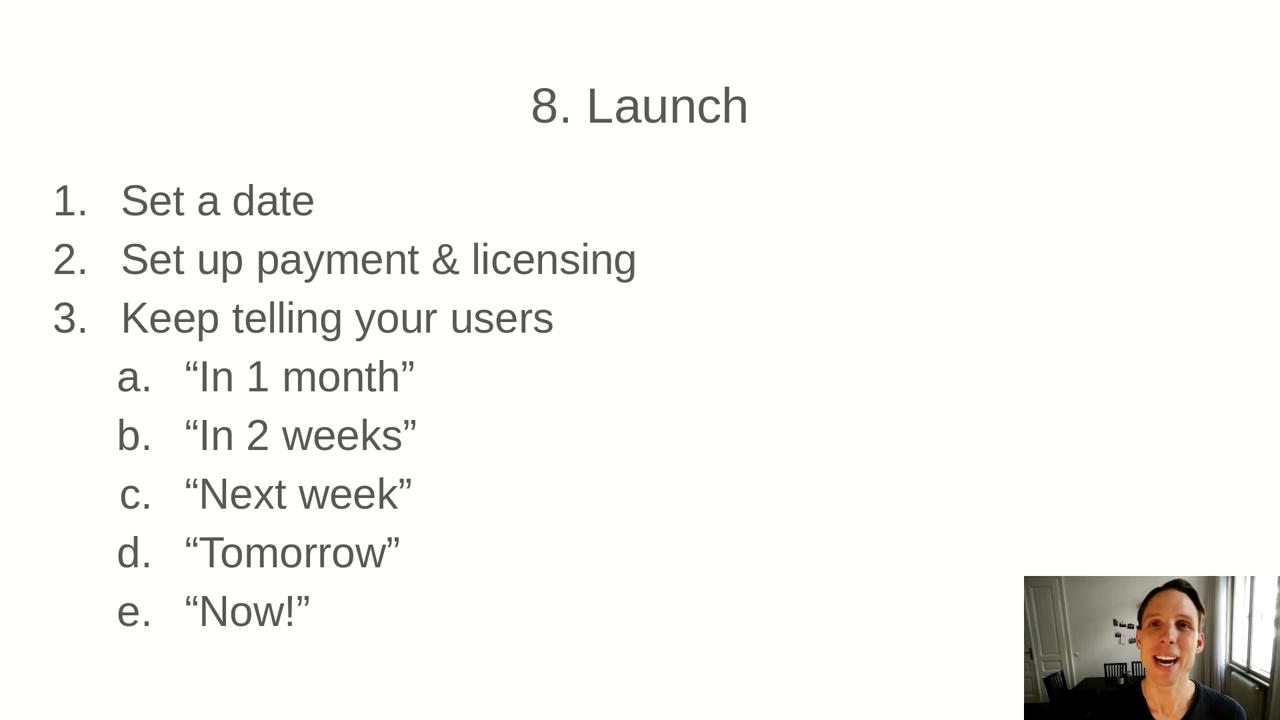 8. Launch
1. Set a date
2. Set up payment & licensing
3. Keep telling your users
a. “In 1 month”
b. “In 2 weeks”
c. “Next week”
d. “Tomorrow”
e. “Now!”